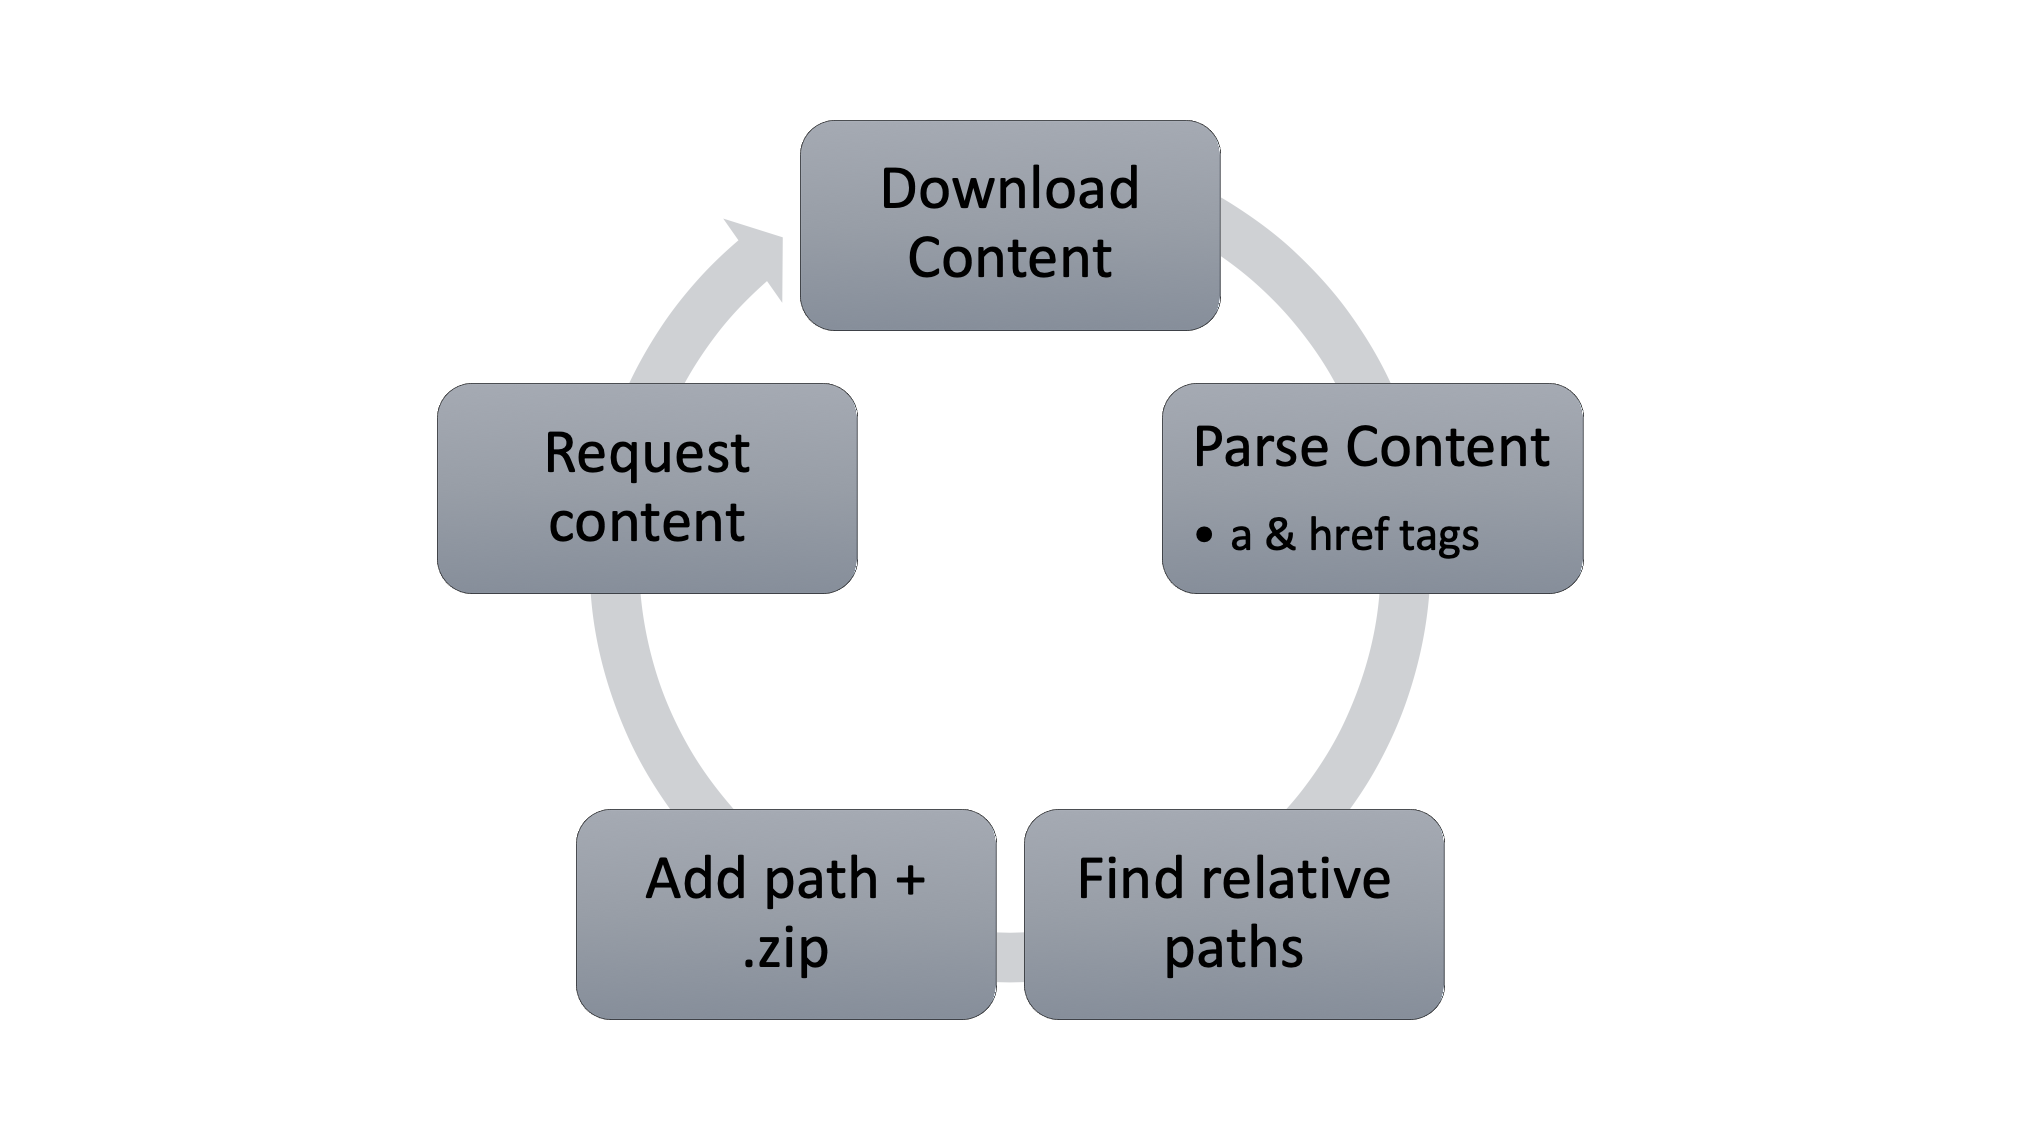 Download
Content
Parse Content
• a & href tags
Find relative
paths
Add path +
.zip
Request
content